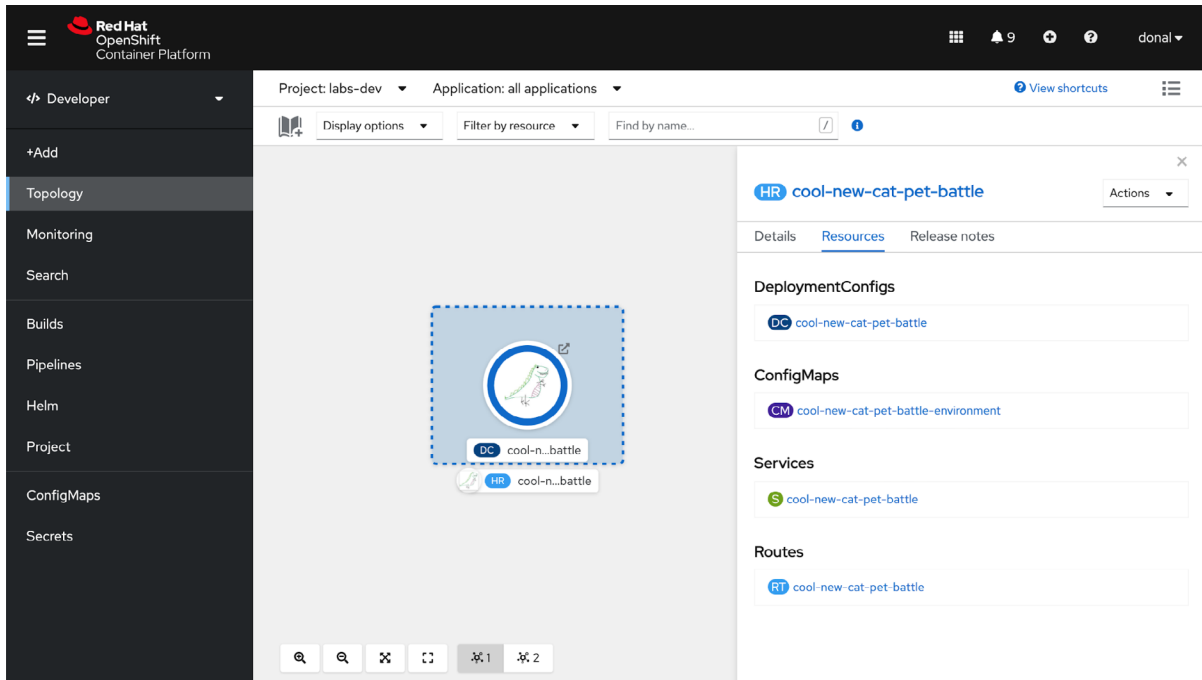 Red Hat
OpenShift
Container Platform
9
donal
Developer
Project: labs-dev
Application: all applications
View shortcuts
Display options
Filter by resource
Find by name...
/
+Add
Topology
Monitoring
Search
Builds
Pipelines
Helm
Project
ConfigMaps
Secrets
DC cool-n...battle
HR cool-n...battle
1
2
HR cool-new-cat-pet-battle
Actions
Details Resources Release notes
DeploymentConfigs
DC cool-new-cat-pet-battle
ConfigMaps
CM cool-new-cat-pet-battle-environment
Services
S cool-new-cat-pet-battle
Routes
RT cool-new-cat-pet-battle